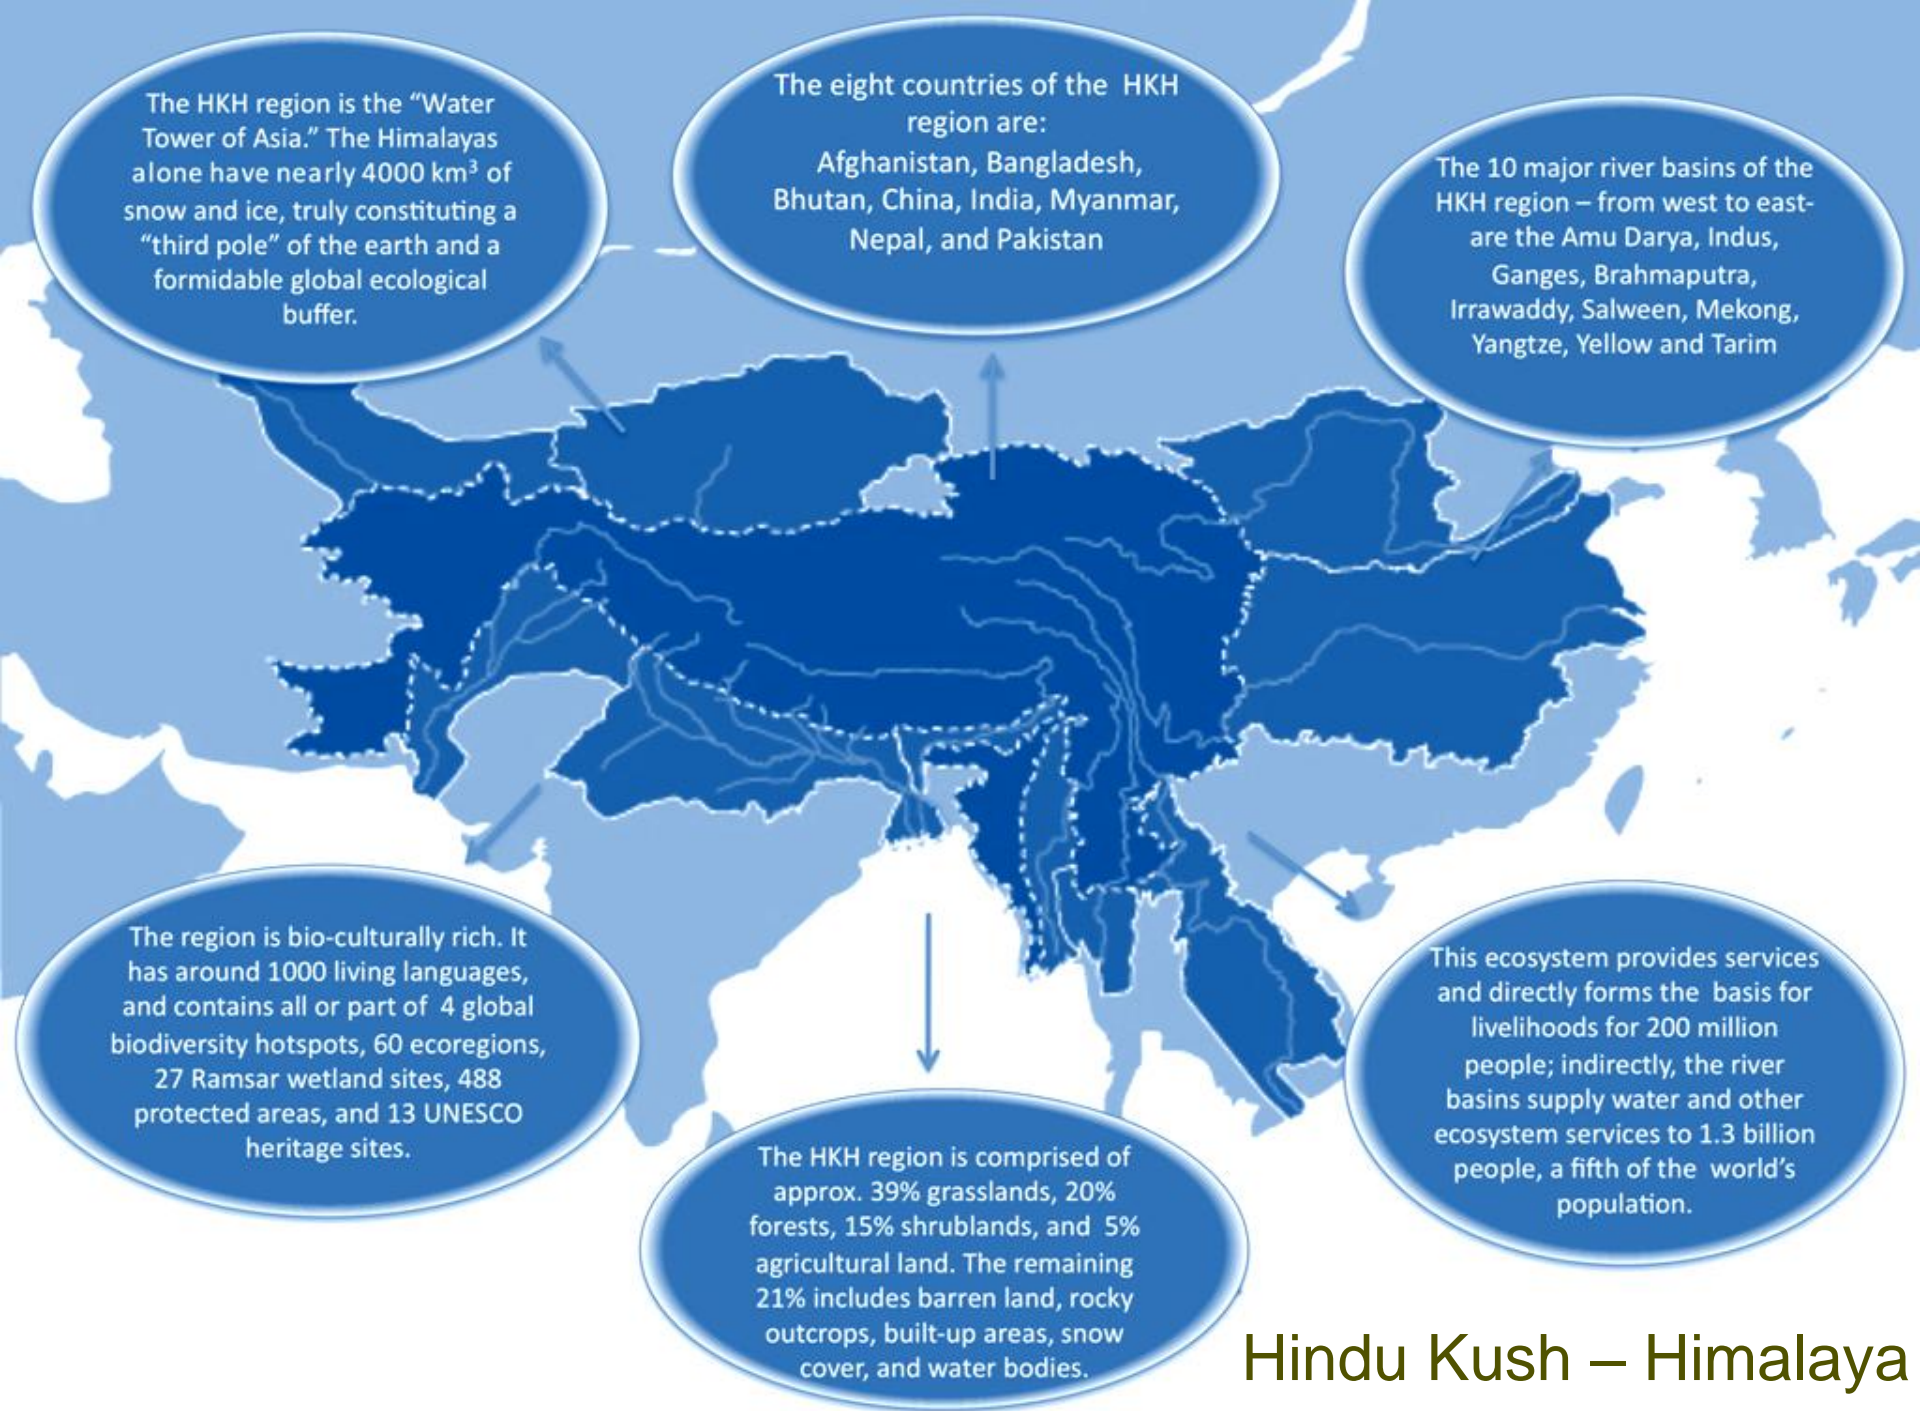 The HKH region is the “Water
Tower of Asia.” The Himalayas
alone have nearly 4000 km³ of
snow and ice, truly constituting a
“third pole” of the earth and a
formidable global ecological
buffer.
The eight countries of the HKH
region are:
Afghanistan, Bangladesh,
Bhutan, China, India, Myanmar,
Nepal, and Pakistan
The 10 major river basins of the
HKH region – from west to east-
are the Amu Darya, Indus,
Ganges, Brahmaputra,
Irrawaddy, Salween, Mekong,
Yangtze, Yellow and Tarim
The region is bio-culturally rich. It
has around 1000 living languages,
and contains all or part of 4 global
biodiversity hotspots, 60 ecoregions,
27 Ramsar wetland sites, 488
protected areas, and 13 UNESCO
heritage sites.
The HKH region is comprised of
approx. 39% grasslands, 20%
forests, 15% shrublands, and 5%
agricultural land. The remaining
21% includes barren land, rocky
outcrops, built-up areas, snow
cover, and water bodies.
This ecosystem provides services
and directly forms the basis for
livelihoods for 200 million
people; indirectly, the river
basins supply water and other
ecosystem services to 1.3 billion
people, a fifth of the world’s
population.
Hindu Kush – Himalaya